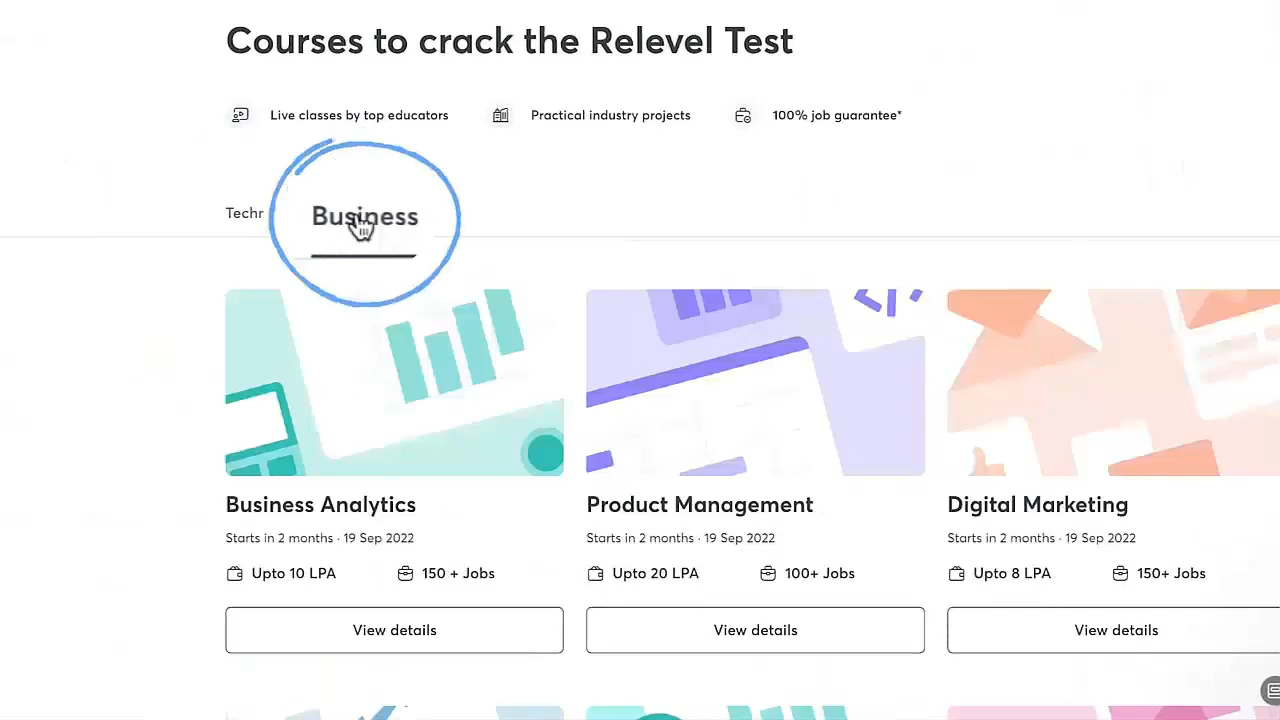 Courses to crack the Relevel Test
Live classes by top educators Practical industry projects 100% job guarantee*
Techr Business
Business Analytics Product Management Digital Marketing
Starts in 2 months · 19 Sep 2022 Starts in 2 months · 19 Sep 2022 Starts in 2 months · 19 Sep 2022
Upto 10 LPA 150 + Jobs Upto 20 LPA 100+ Jobs Upto 8 LPA 150+ Jobs
View details View details View details